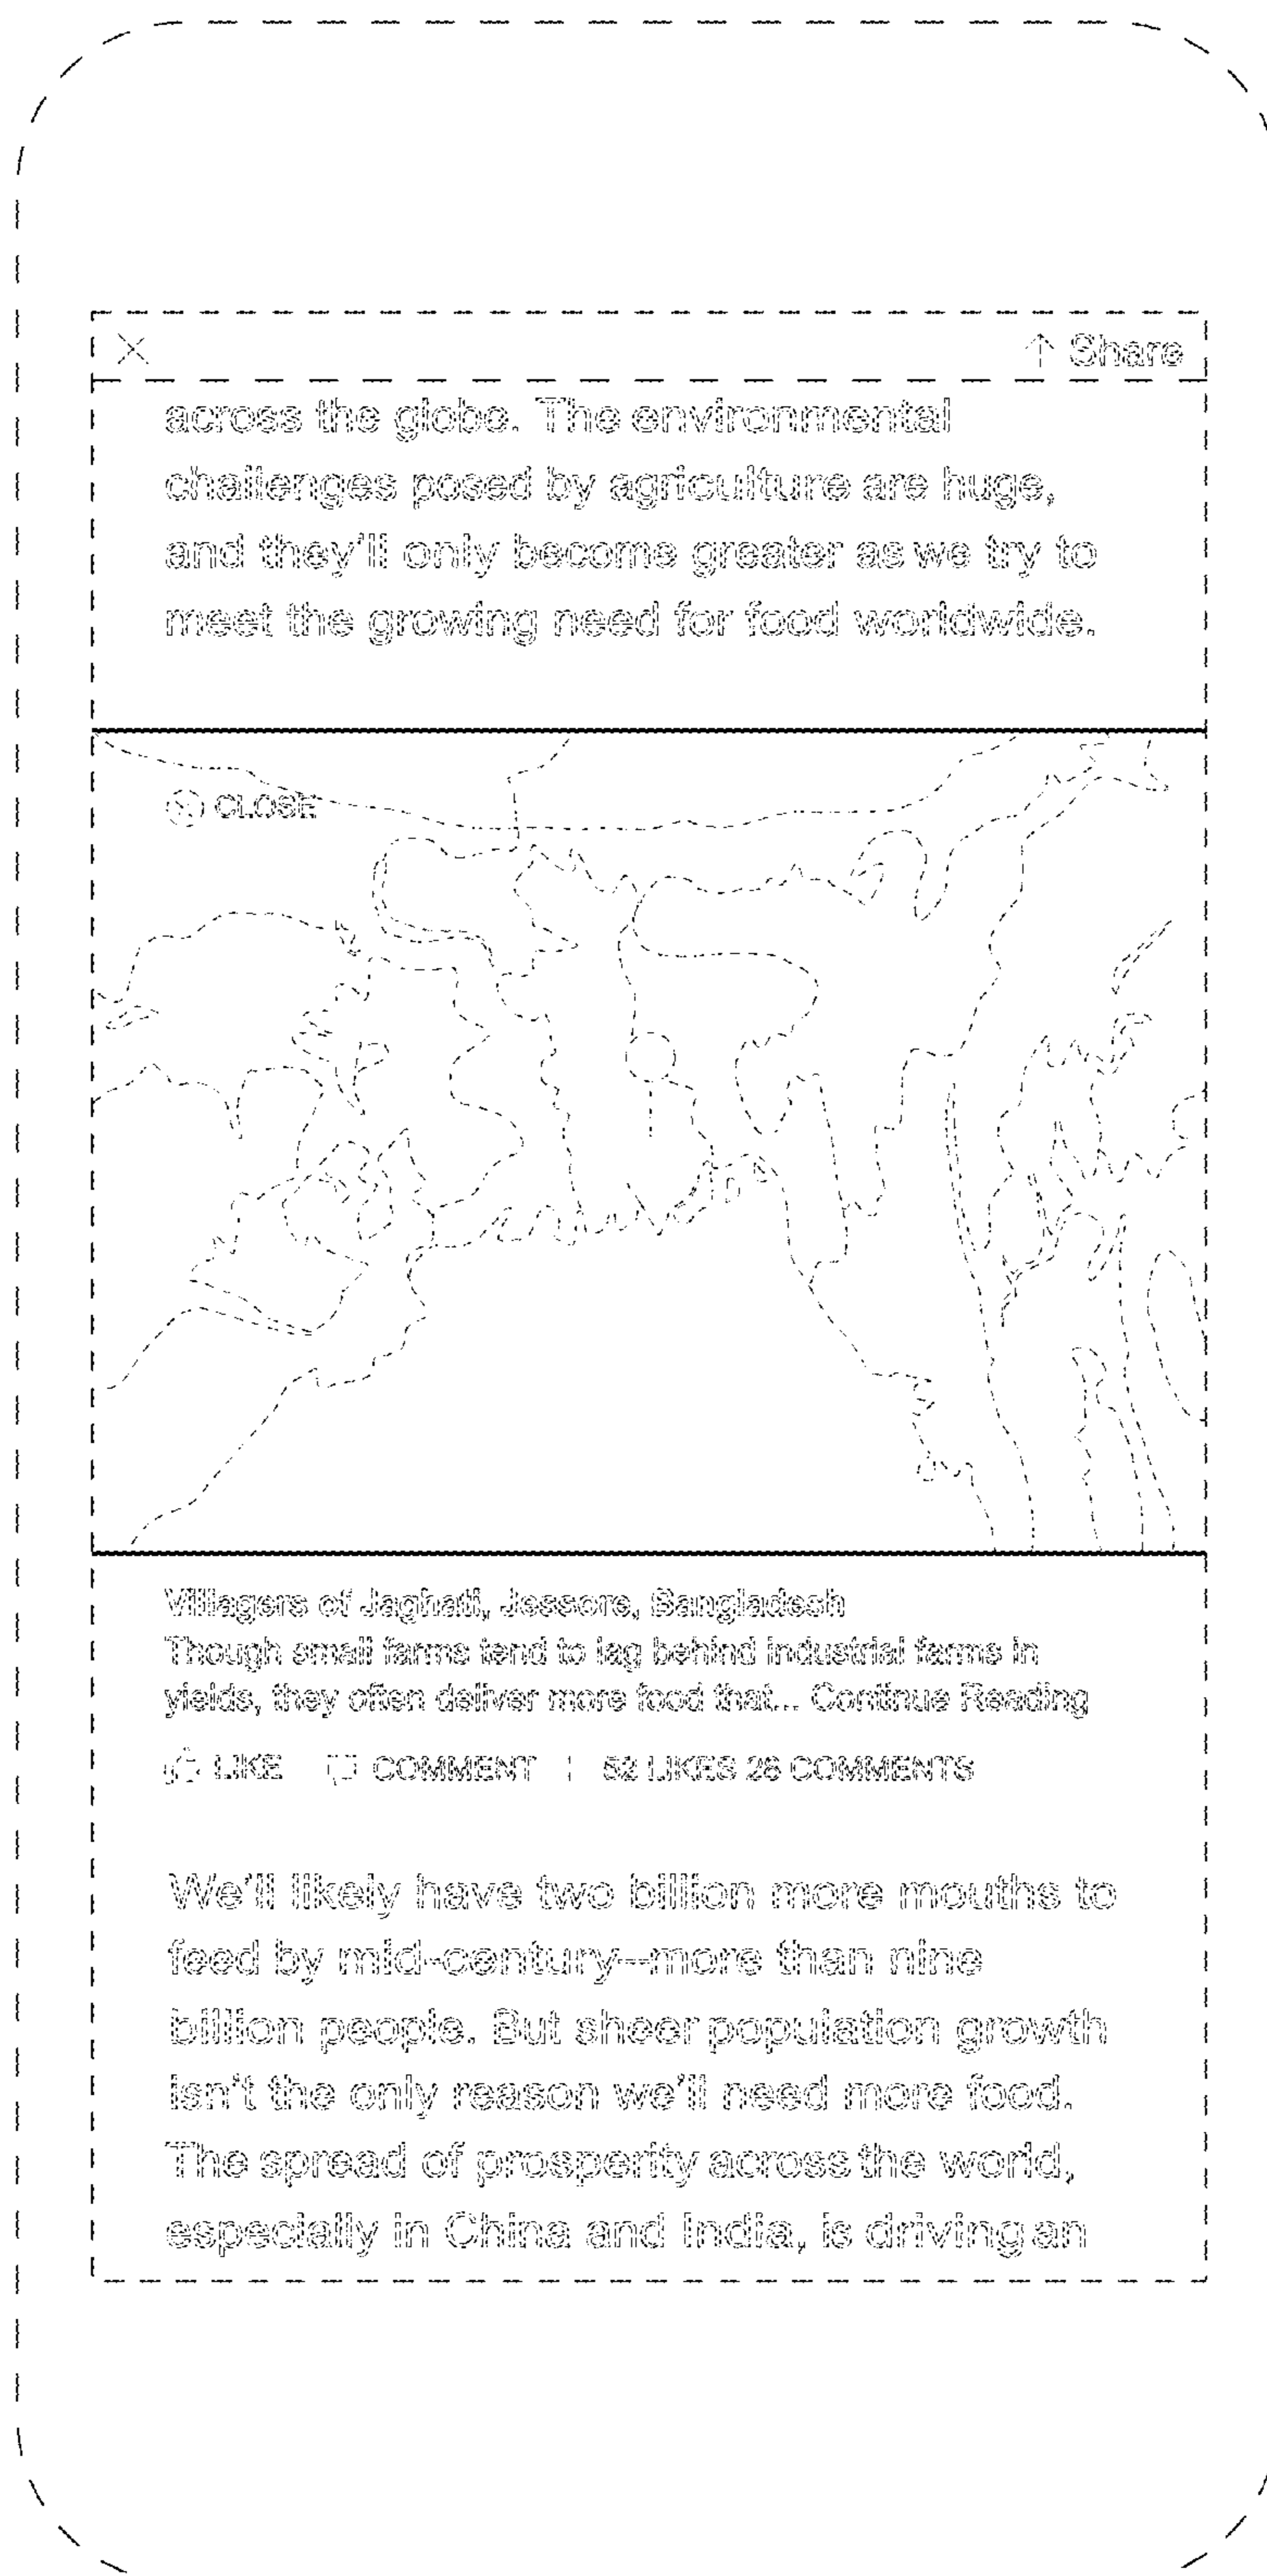 Share
across the globe. The environmental
challenges posed by agriculture are huge,
and they'll only become greater as we try to
meet the growing need for food worldwide.
CLOSE
Villagers of Jaghati, Jessore, Bangladesh
Though small farms tend to lag behind industrial farms in
yields, they often deliver more food that... Continue Reading
LIKE COMMENT | 52 LIKES 26 COMMENTS
We'll likely have two billion more mouths to
feed by mid-century--more than nine
billion people. But sheer population growth
isn't the only reason we'll need more food.
The spread of prosperity across the world,
especially in China and India, is driving an